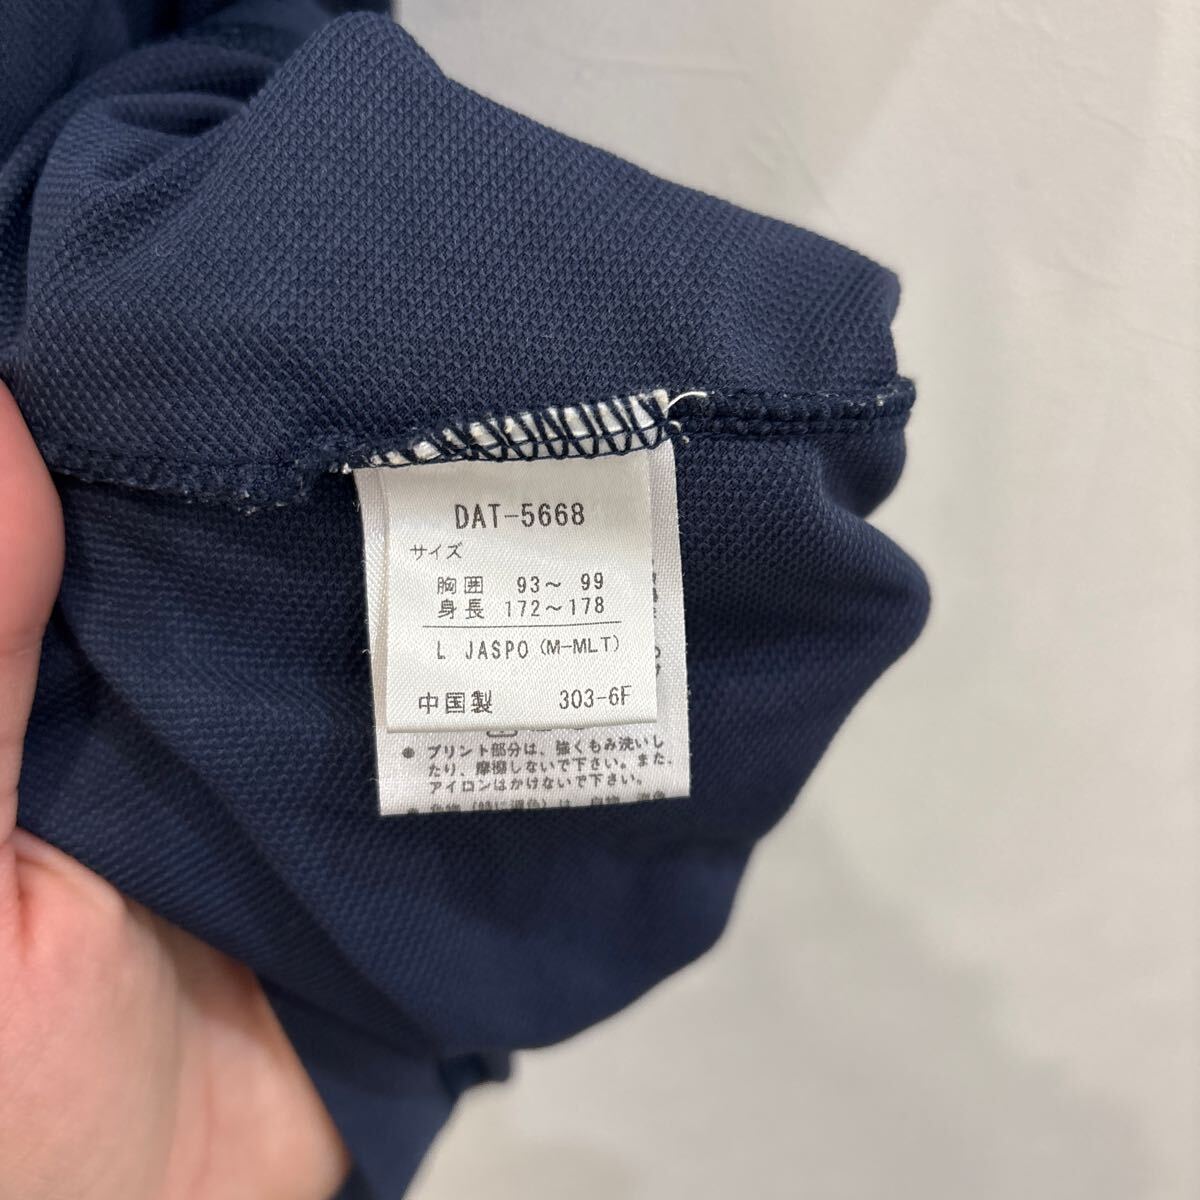 DAT-5668
サイズ
胸囲 93〜 99
身長 172〜178
L JASPO (M-MLT)
中国製 303-6F
● プリント部分は、強くもみ洗いし
たり、摩擦しないで下さい。また、
アイロンはかけないで下さい。